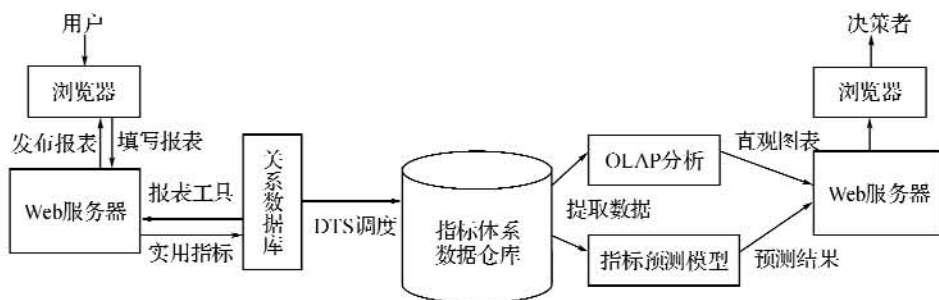 用户
浏览器
发布报表
填写报表
Web服务器
报表工具
实用指标
关系数据库
DTS调度
指标体系
数据仓库
提取数据
OLAP分析
指标预测模型
直观图表
预测结果
Web服务器
浏览器
决策者